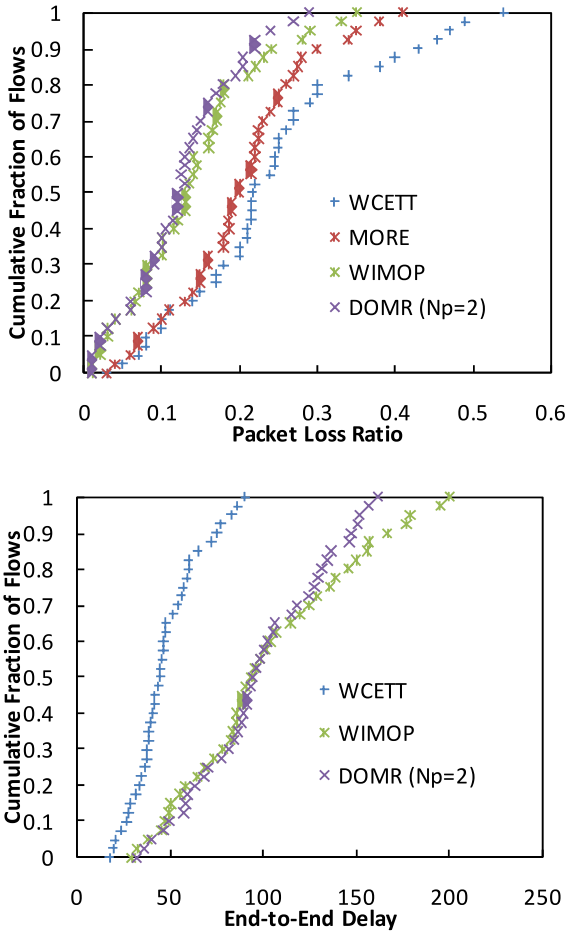 Cumulative Fraction of Flows
1
0.9
0.8
0.7
0.6
0.5
0.4
0.3
0.2
0.1
0
WCETT
MORE
WIMOP
DOMR (Np=2)
0 0.1 0.2 0.3 0.4 0.5 0.6
Packet Loss Ratio
Cumulative Fraction of Flows
1
0.9
0.8
0.7
0.6
0.5
0.4
0.3
0.2
0.1
0
WCETT
WIMOP
DOMR (Np=2)
0 50 100 150 200 250
End-to-End Delay